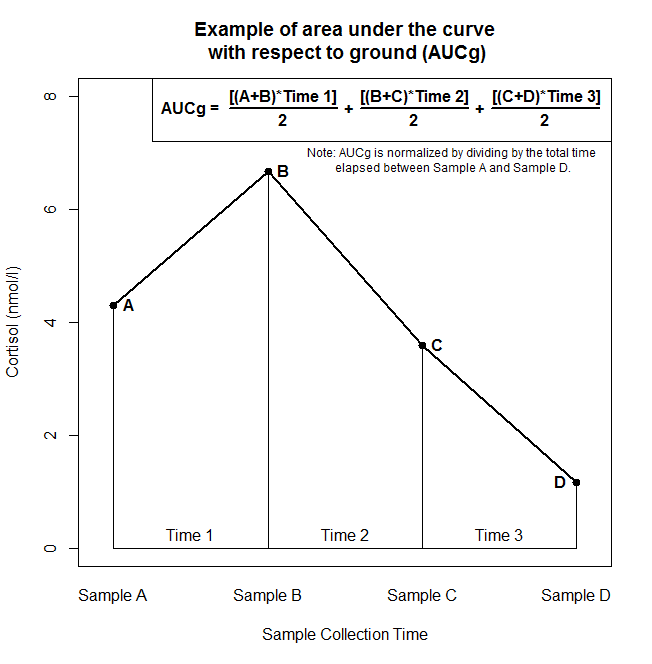 Example of area under the curve
with respect to ground (AUCg)
AUCg = [(A+B)*Time 1]/2 + [(B+C)*Time 2]/2 + [(C+D)*Time 3]/2
Note: AUCg is normalized by dividing by the total time
elapsed between Sample A and Sample D.
8
6
4
2
0
Cortisol (nmol/l)
A
B
C
D
Time 1 Time 2 Time 3
Sample A Sample B Sample C Sample D
Sample Collection Time